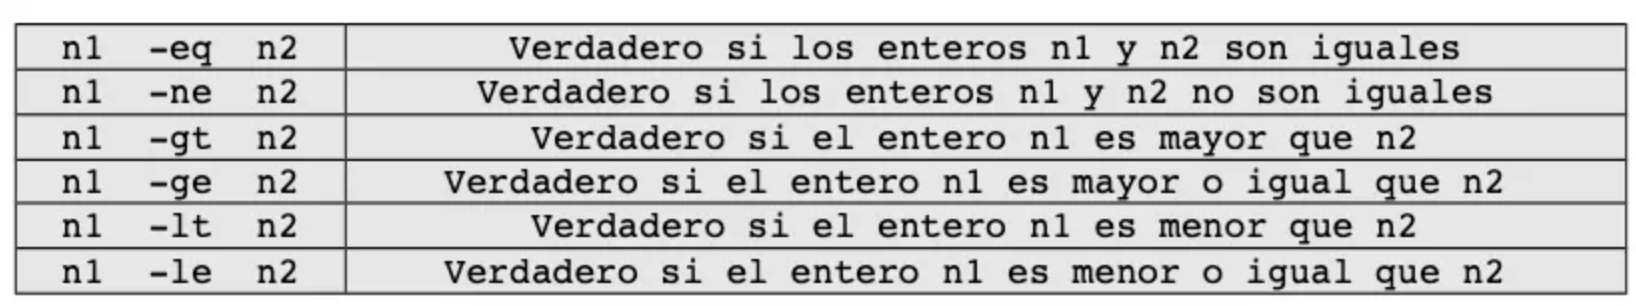 n1 -eq n2 Verdadero si los enteros n1 y n2 son iguales
n1 -ne n2 Verdadero si los enteros n1 y n2 no son iguales
n1 -gt n2 Verdadero si el entero n1 es mayor que n2
n1 -ge n2 Verdadero si el entero n1 es mayor o igual que n2
n1 -lt n2 Verdadero si el entero n1 es menor que n2
n1 -le n2 Verdadero si el entero n1 es menor o igual que n2